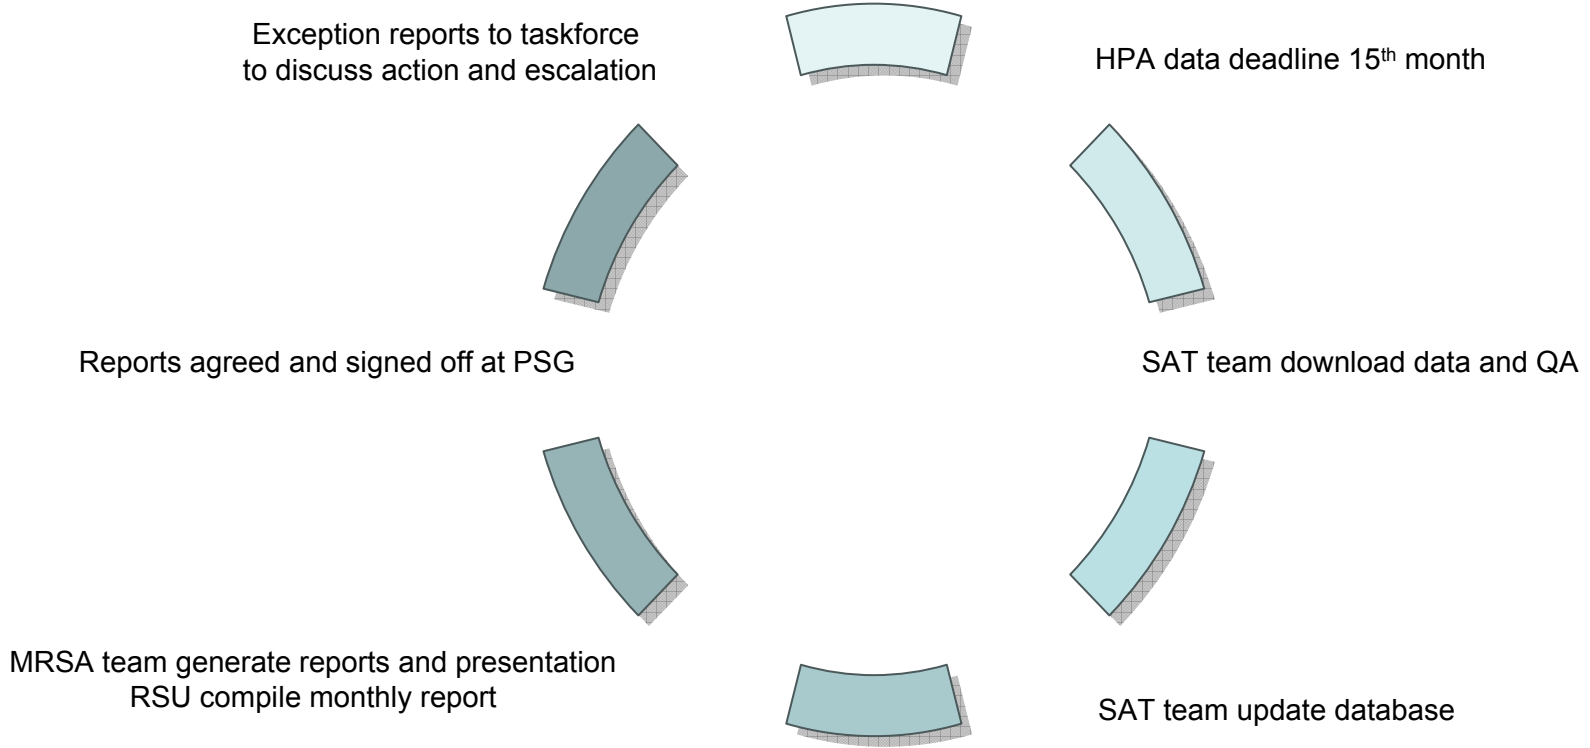 Exception reports to taskforce
to discuss action and escalation
HPA data deadline 15th month
Reports agreed and signed off at PSG
SAT team download data and QA
MRSA team generate reports and presentation
RSU compile monthly report
SAT team update database